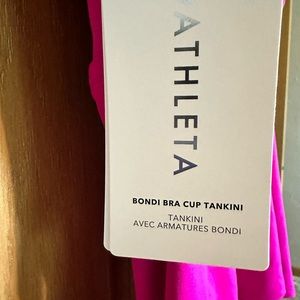 ATHLETA
BONDI BRA CUP TANKINI
TANKINI
AVEC ARMATURES BONDI